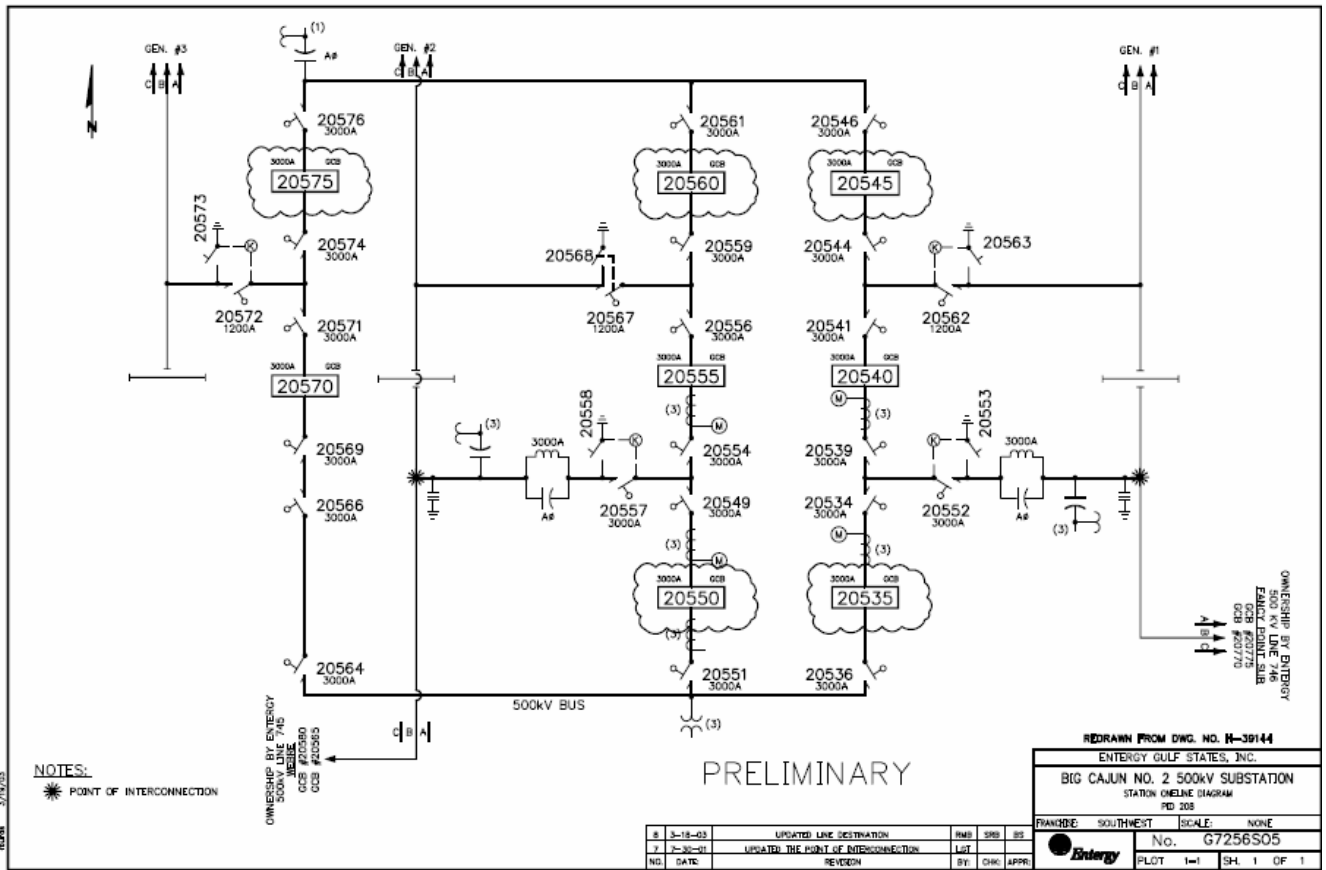 (1)
GEN. #3
C B A
AØ
GEN. #2
C B A
GEN. #1
C B A
N
20576
3000A
20561
3000A
20546
3000A
3000A GCB
20575
3000A GCB
20560
3000A GCB
20545
20573
K
20574
3000A
20568
20559
3000A
20544
3000A
K
20563
20572
1200A
20571
3000A
20567
1200A
20556
3000A
20541
3000A
20562
1200A
3000A GCB
20570
3000A GCB
20555
3000A GCB
20540
(3)
M
M
(3)
(3)
3000A
20558
K
20569
3000A
20554
3000A
20539
3000A
K
20553
3000A
20566
3000A
AØ
20557
3000A
20549
3000A
20534
3000A
20552
3000A
AØ
(3)
(3)
M
M
(3)
3000A GCB
20550
3000A GCB
20535
(3)
20564
3000A
20551
3000A
20536
3000A
500kV BUS
(3)
C B A
OWNERSHIP BY ENTERGY
500kV LINE 745
WEBRE
GCB #20580
GCB #20565
A
B
C
OWNERSHIP BY ENTERGY
500 KV LINE 746
FANCY POINT SUB
GCB #20775
GCB #20770
NOTES:
POINT OF INTERCONNECTION
PRELIMINARY
REDRAWN FROM DWG. NO. H-39144
ENTERGY GULF STATES, INC.
BIG CAJUN NO. 2 500kV SUBSTATION
STATION ONELINE DIAGRAM
PID 208
FRANCHISE: SOUTHWEST SCALE: NONE
Entergy
No. G7256S05
PLOT 1=1 SH. 1 OF 1
8 3-18-03 UPDATED LINE DESTINATION RMB SRB BS
7 7-30-01 UPDATED THE POINT OF INTERCONNECTION LGT
NO. DATE: REVISION BY: CHK: APPR: